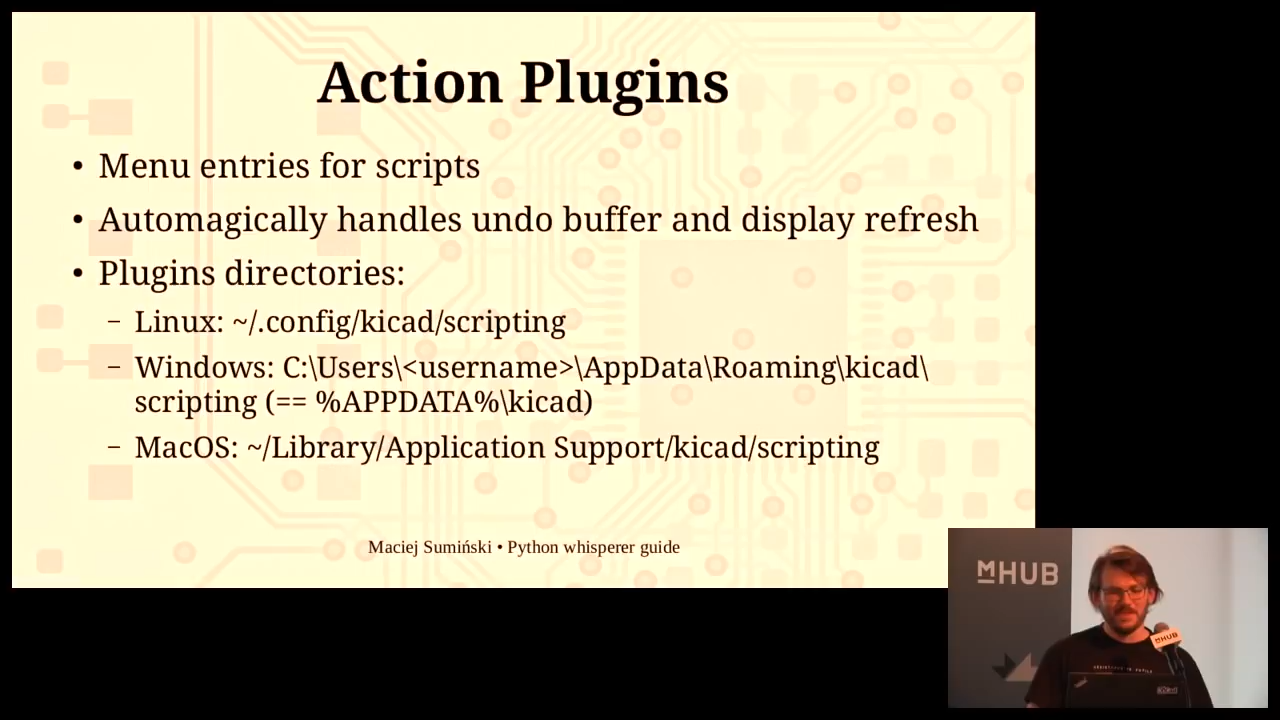 Action Plugins
• Menu entries for scripts
• Automagically handles undo buffer and display refresh
• Plugins directories:
– Linux: ~/.config/kicad/scripting
– Windows: C:\Users\<username>\AppData\Roaming\kicad\
scripting (== %APPDATA%\kicad)
– MacOS: ~/Library/Application Support/kicad/scripting
Maciej Sumiński • Python whisperer guide
MHUB
MHUB